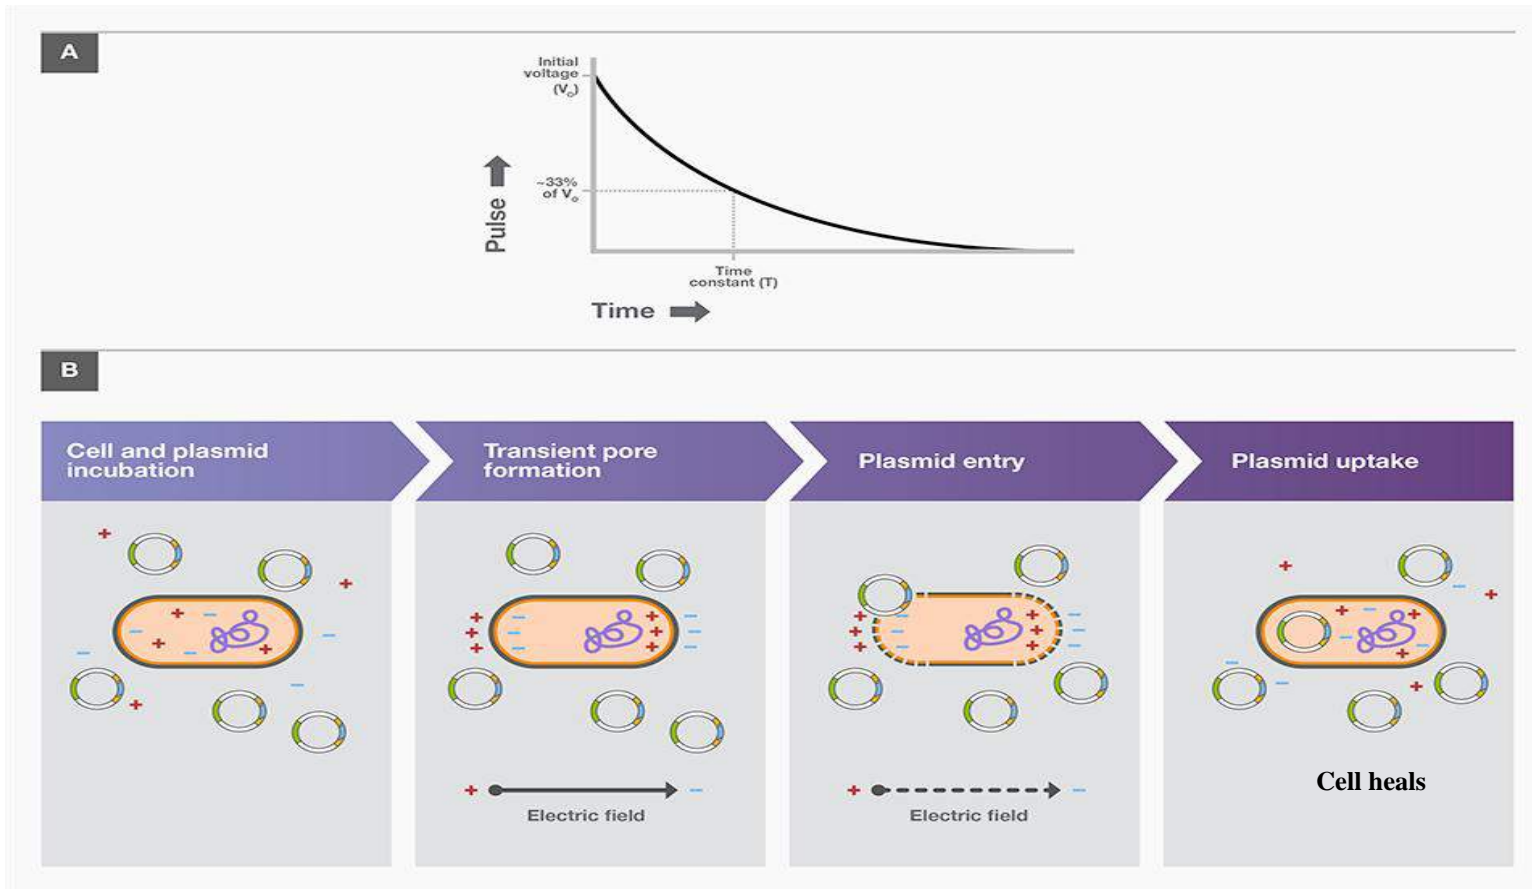 A
Initial
voltage
(V₀)
~33%
of V₀
Pulse
Time
constant (T)
Time
B
Cell and plasmid
incubation
Transient pore
formation
Plasmid entry
Plasmid uptake
+ −
Electric field
+ −
Electric field
Cell heals